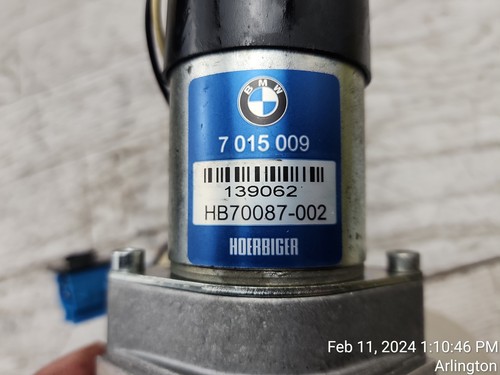 BMW
7 015 009
139062
HB70087-002
HOERBIGER
Feb 11, 2024 1:10:46 PM
Arlington